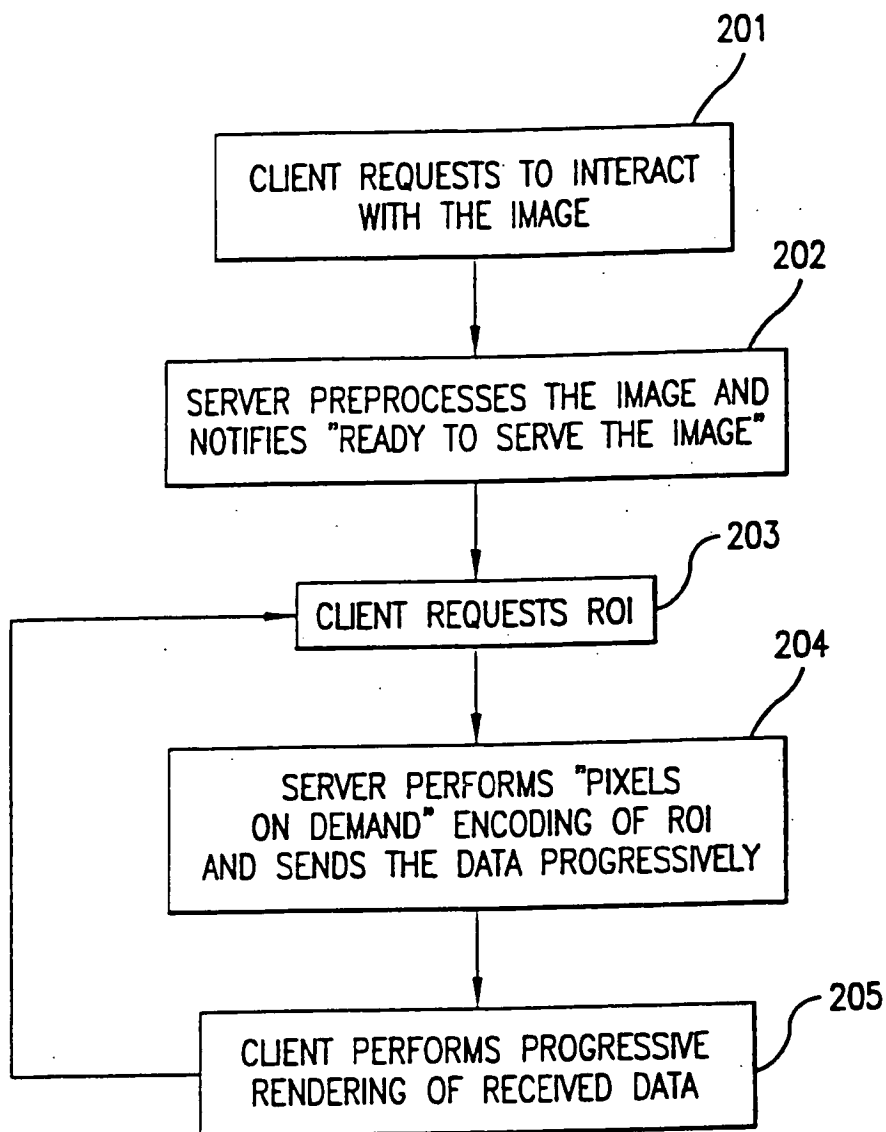 201
CLIENT REQUESTS TO INTERACT
WITH THE IMAGE
202
SERVER PREPROCESSES THE IMAGE AND
NOTIFIES "READY TO SERVE THE IMAGE"
203
CLIENT REQUESTS ROI
204
SERVER PERFORMS "PIXELS
ON DEMAND" ENCODING OF ROI
AND SENDS THE DATA PROGRESSIVELY
205
CLIENT PERFORMS PROGRESSIVE
RENDERING OF RECEIVED DATA